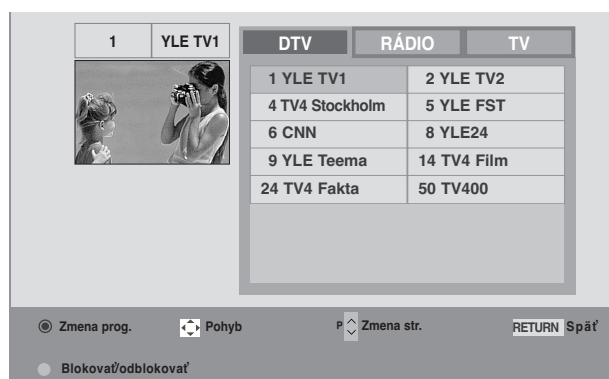 1 YLE TV1
DTV RÁDIO TV
1 YLE TV1 2 YLE TV2
4 TV4 Stockholm 5 YLE FST
6 CNN 8 YLE24
9 YLE Teema 14 TV4 Film
24 TV4 Fakta 50 TV400
Zmena prog. Pohyb P Zmena str. RETURN Späť
Blokovať/odblokovať